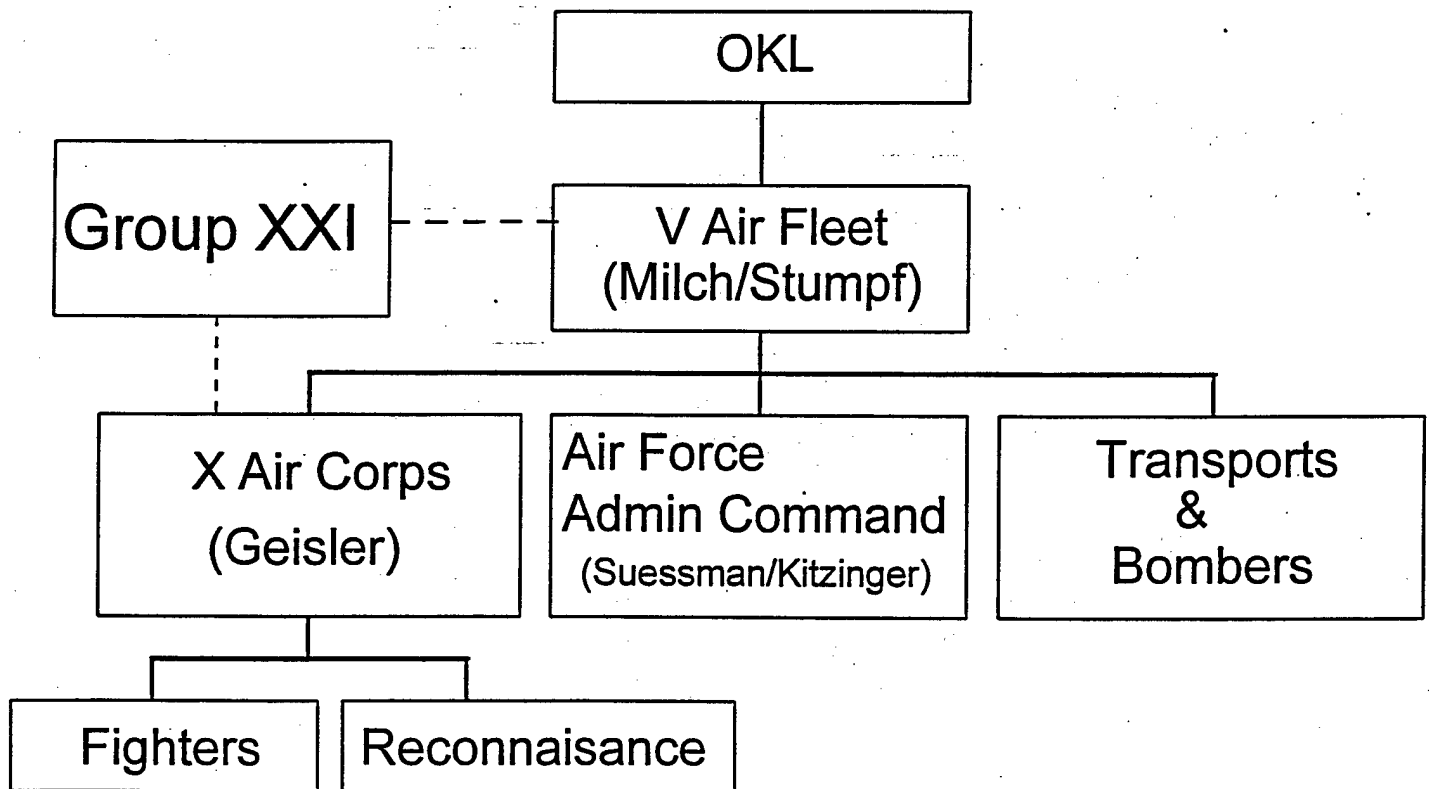 OKL
Group XXI
V Air Fleet
(Milch/Stumpf)
X Air Corps
(Geisler)
Air Force
Admin Command
(Suessman/Kitzinger)
Transports
&
Bombers
Fighters
Reconnaisance